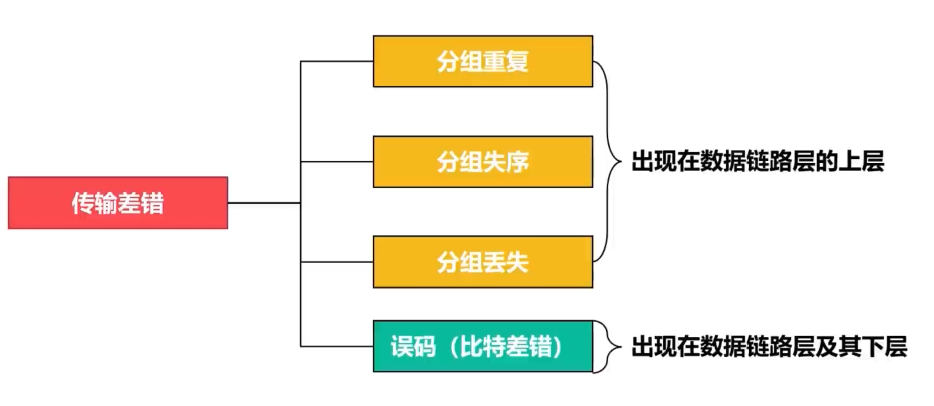 分组重复
分组失序
出现在数据链路层的上层
传输差错
分组丢失
误码（比特差错）
出现在数据链路层及其下层